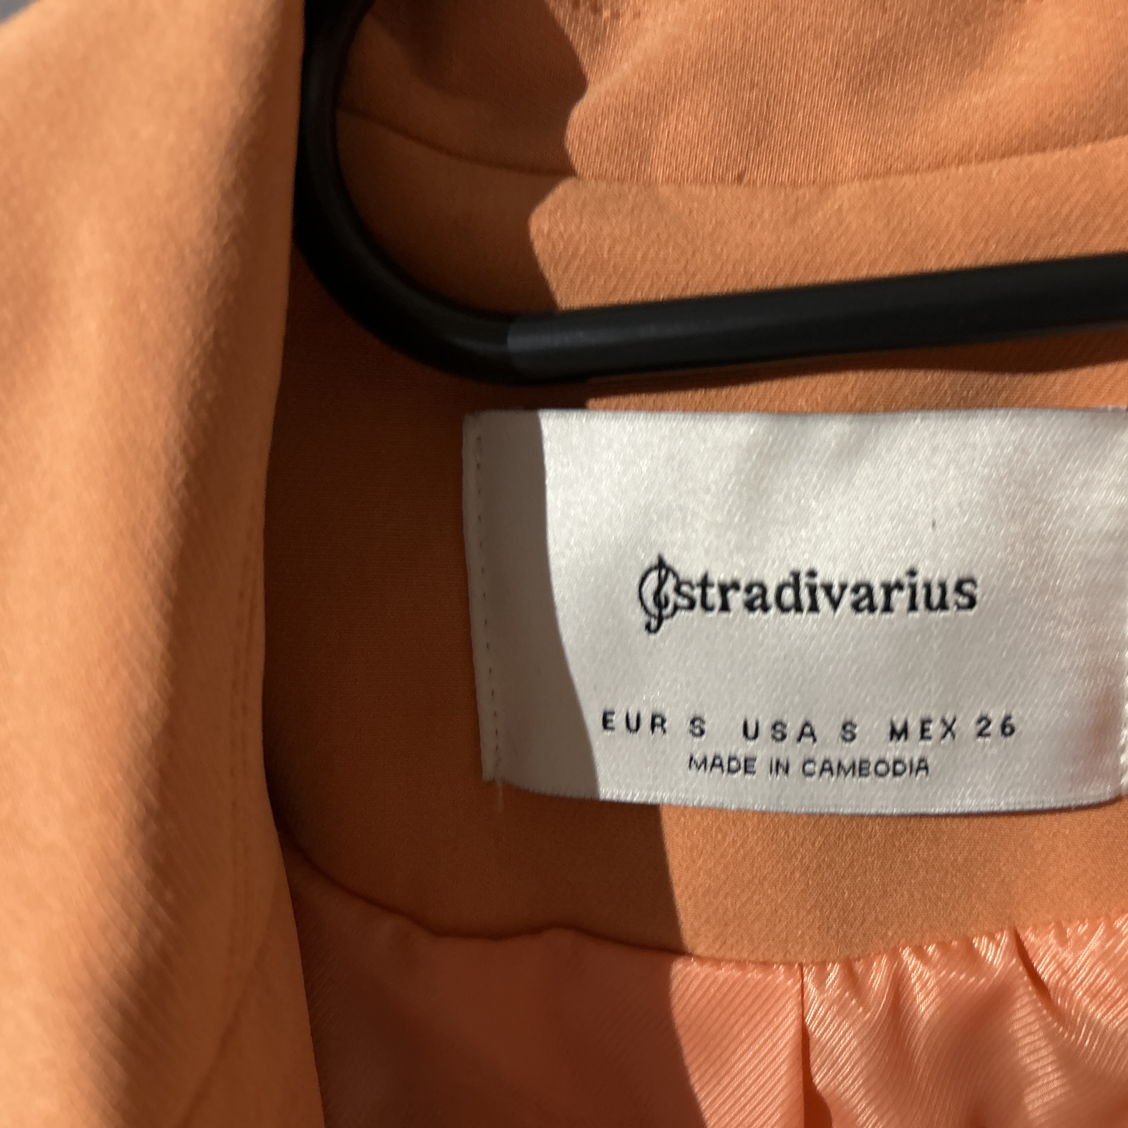 stradivarius
EUR S USA S MEX 26
MADE IN CAMBODIA